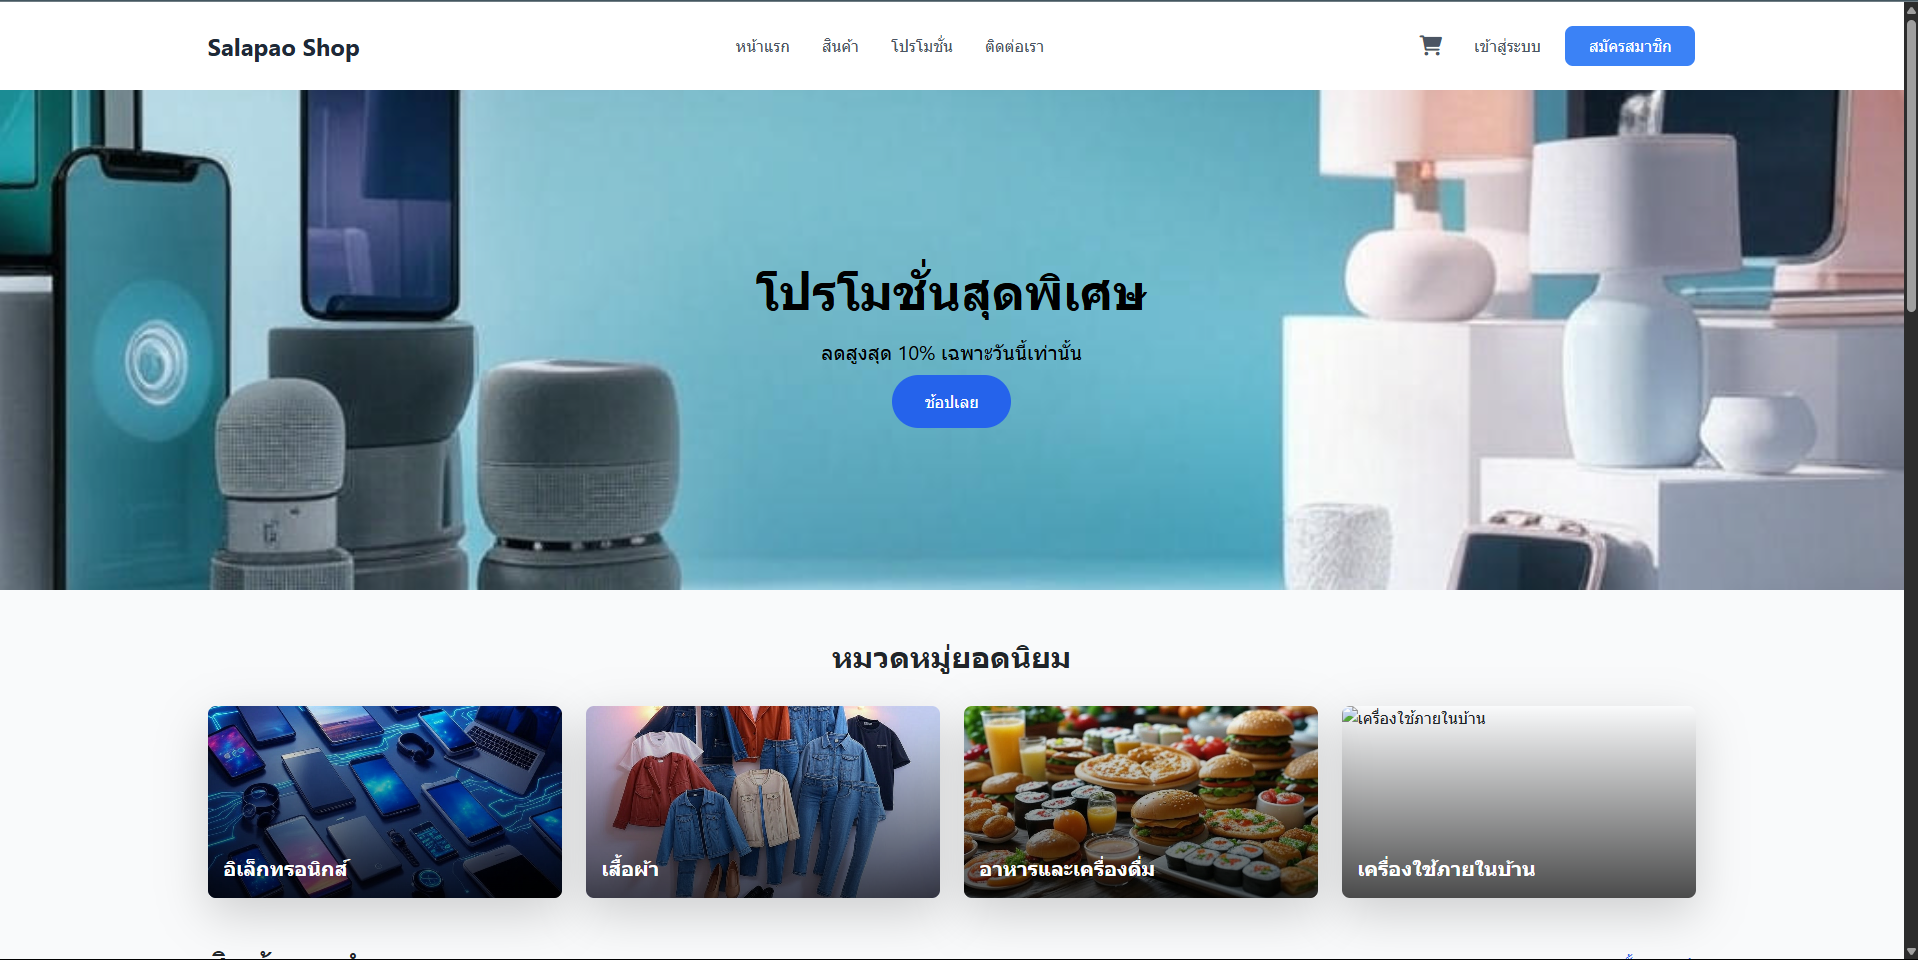 Salapao Shop
หน้าแรก
สินค้า
โปรโมชั่น
ติดต่อเรา
เข้าสู่ระบบ
สมัครสมาชิก
โปรโมชั่นสุดพิเศษ
ลดสูงสุด 10% เฉพาะวันนี้เท่านั้น
ช้อปเลย
หมวดหมู่ยอดนิยม
เครื่องใช้ภายในบ้าน
อิเล็กทรอนิกส์
เสื้อผ้า
อาหารและเครื่องดื่ม
เครื่องใช้ภายในบ้าน